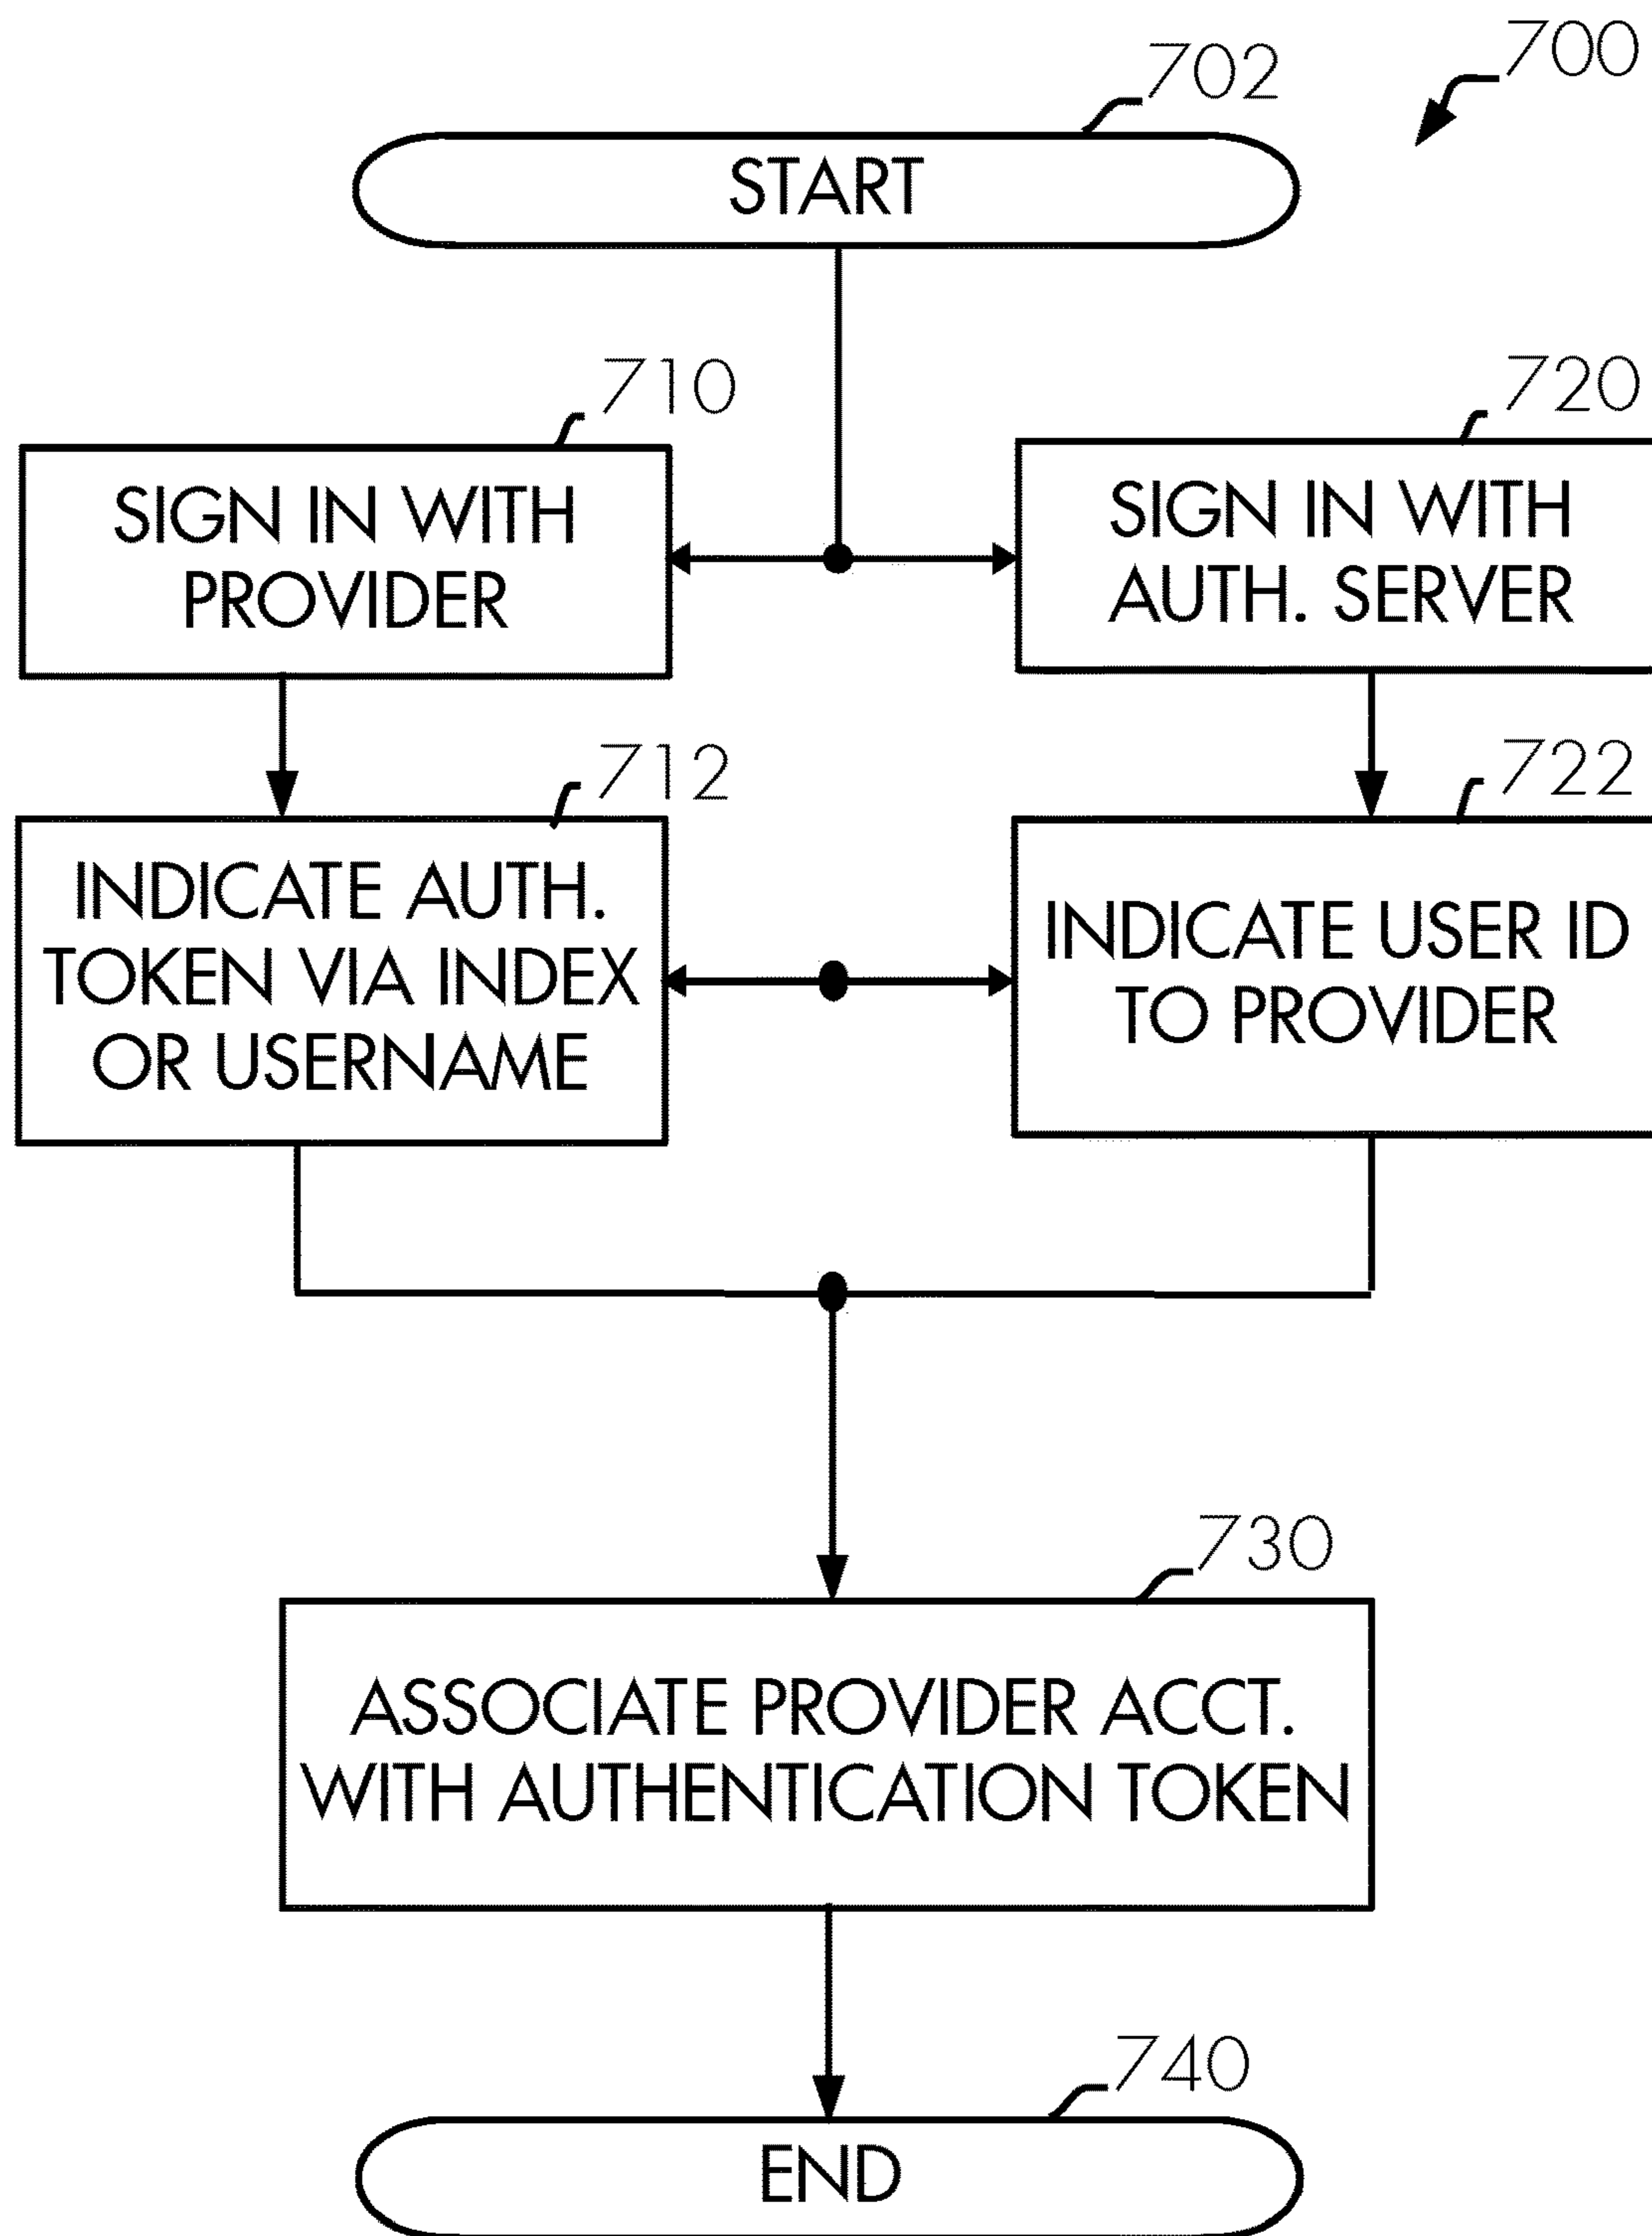 700
702
START
710
SIGN IN WITH
PROVIDER
720
SIGN IN WITH
AUTH. SERVER
712
INDICATE AUTH.
TOKEN VIA INDEX
OR USERNAME
722
INDICATE USER ID
TO PROVIDER
730
ASSOCIATE PROVIDER ACCT.
WITH AUTHENTICATION TOKEN
740
END